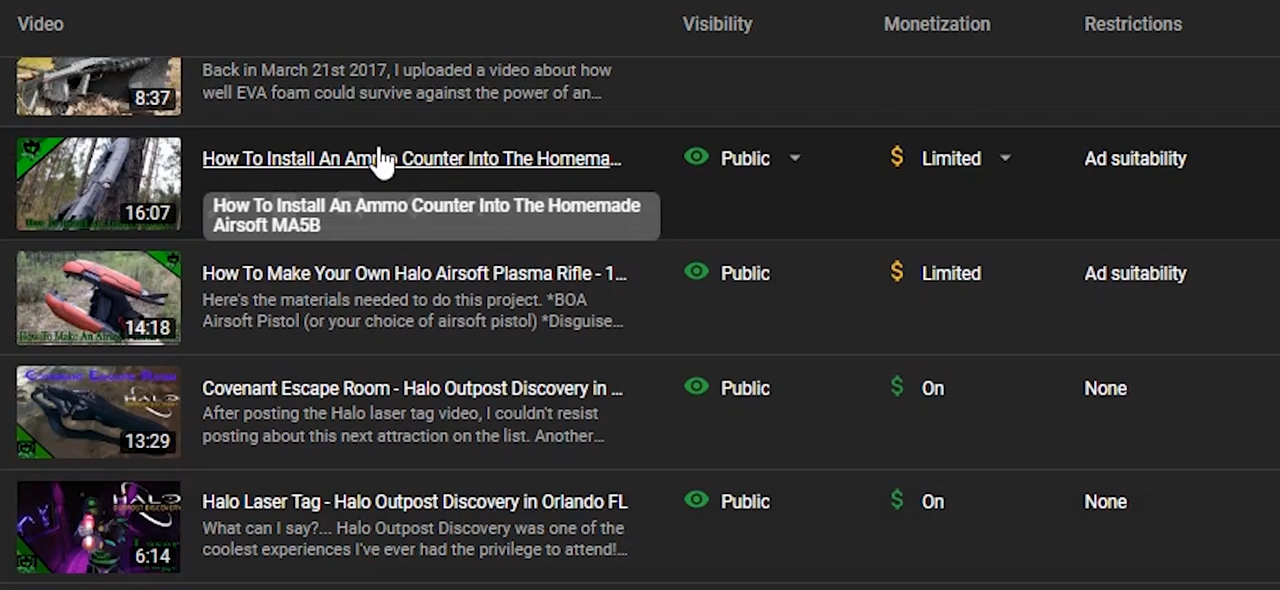 Video
Visibility
Monetization
Restrictions
Back in March 21st 2017, I uploaded a video about how
well EVA foam could survive against the power of an…
8:37
How To Install An Ammo Counter Into The Homema…
Public
Limited
Ad suitability
16:07
How To Install An Ammo Counter Into The Homemade
Airsoft MA5B
How To Make Your Own Halo Airsoft Plasma Rifle - 1…
Public
Limited
Ad suitability
Here's the materials needed to do this project. *BOA
Airsoft Pistol (or your choice of airsoft pistol) *Disguise…
14:18
Covenant Escape Room - Halo Outpost Discovery in …
Public
On
None
Covenant Escape Room
HALO
After posting the Halo laser tag video, I couldn't resist
posting about this next attraction on the list. Another…
13:29
Halo Laser Tag - Halo Outpost Discovery in Orlando FL
Public
On
None
HALO
OUTPOST DISCOVERY
What can I say?... Halo Outpost Discovery was one of the
coolest experiences I've ever had the privilege to attend!…
6:14